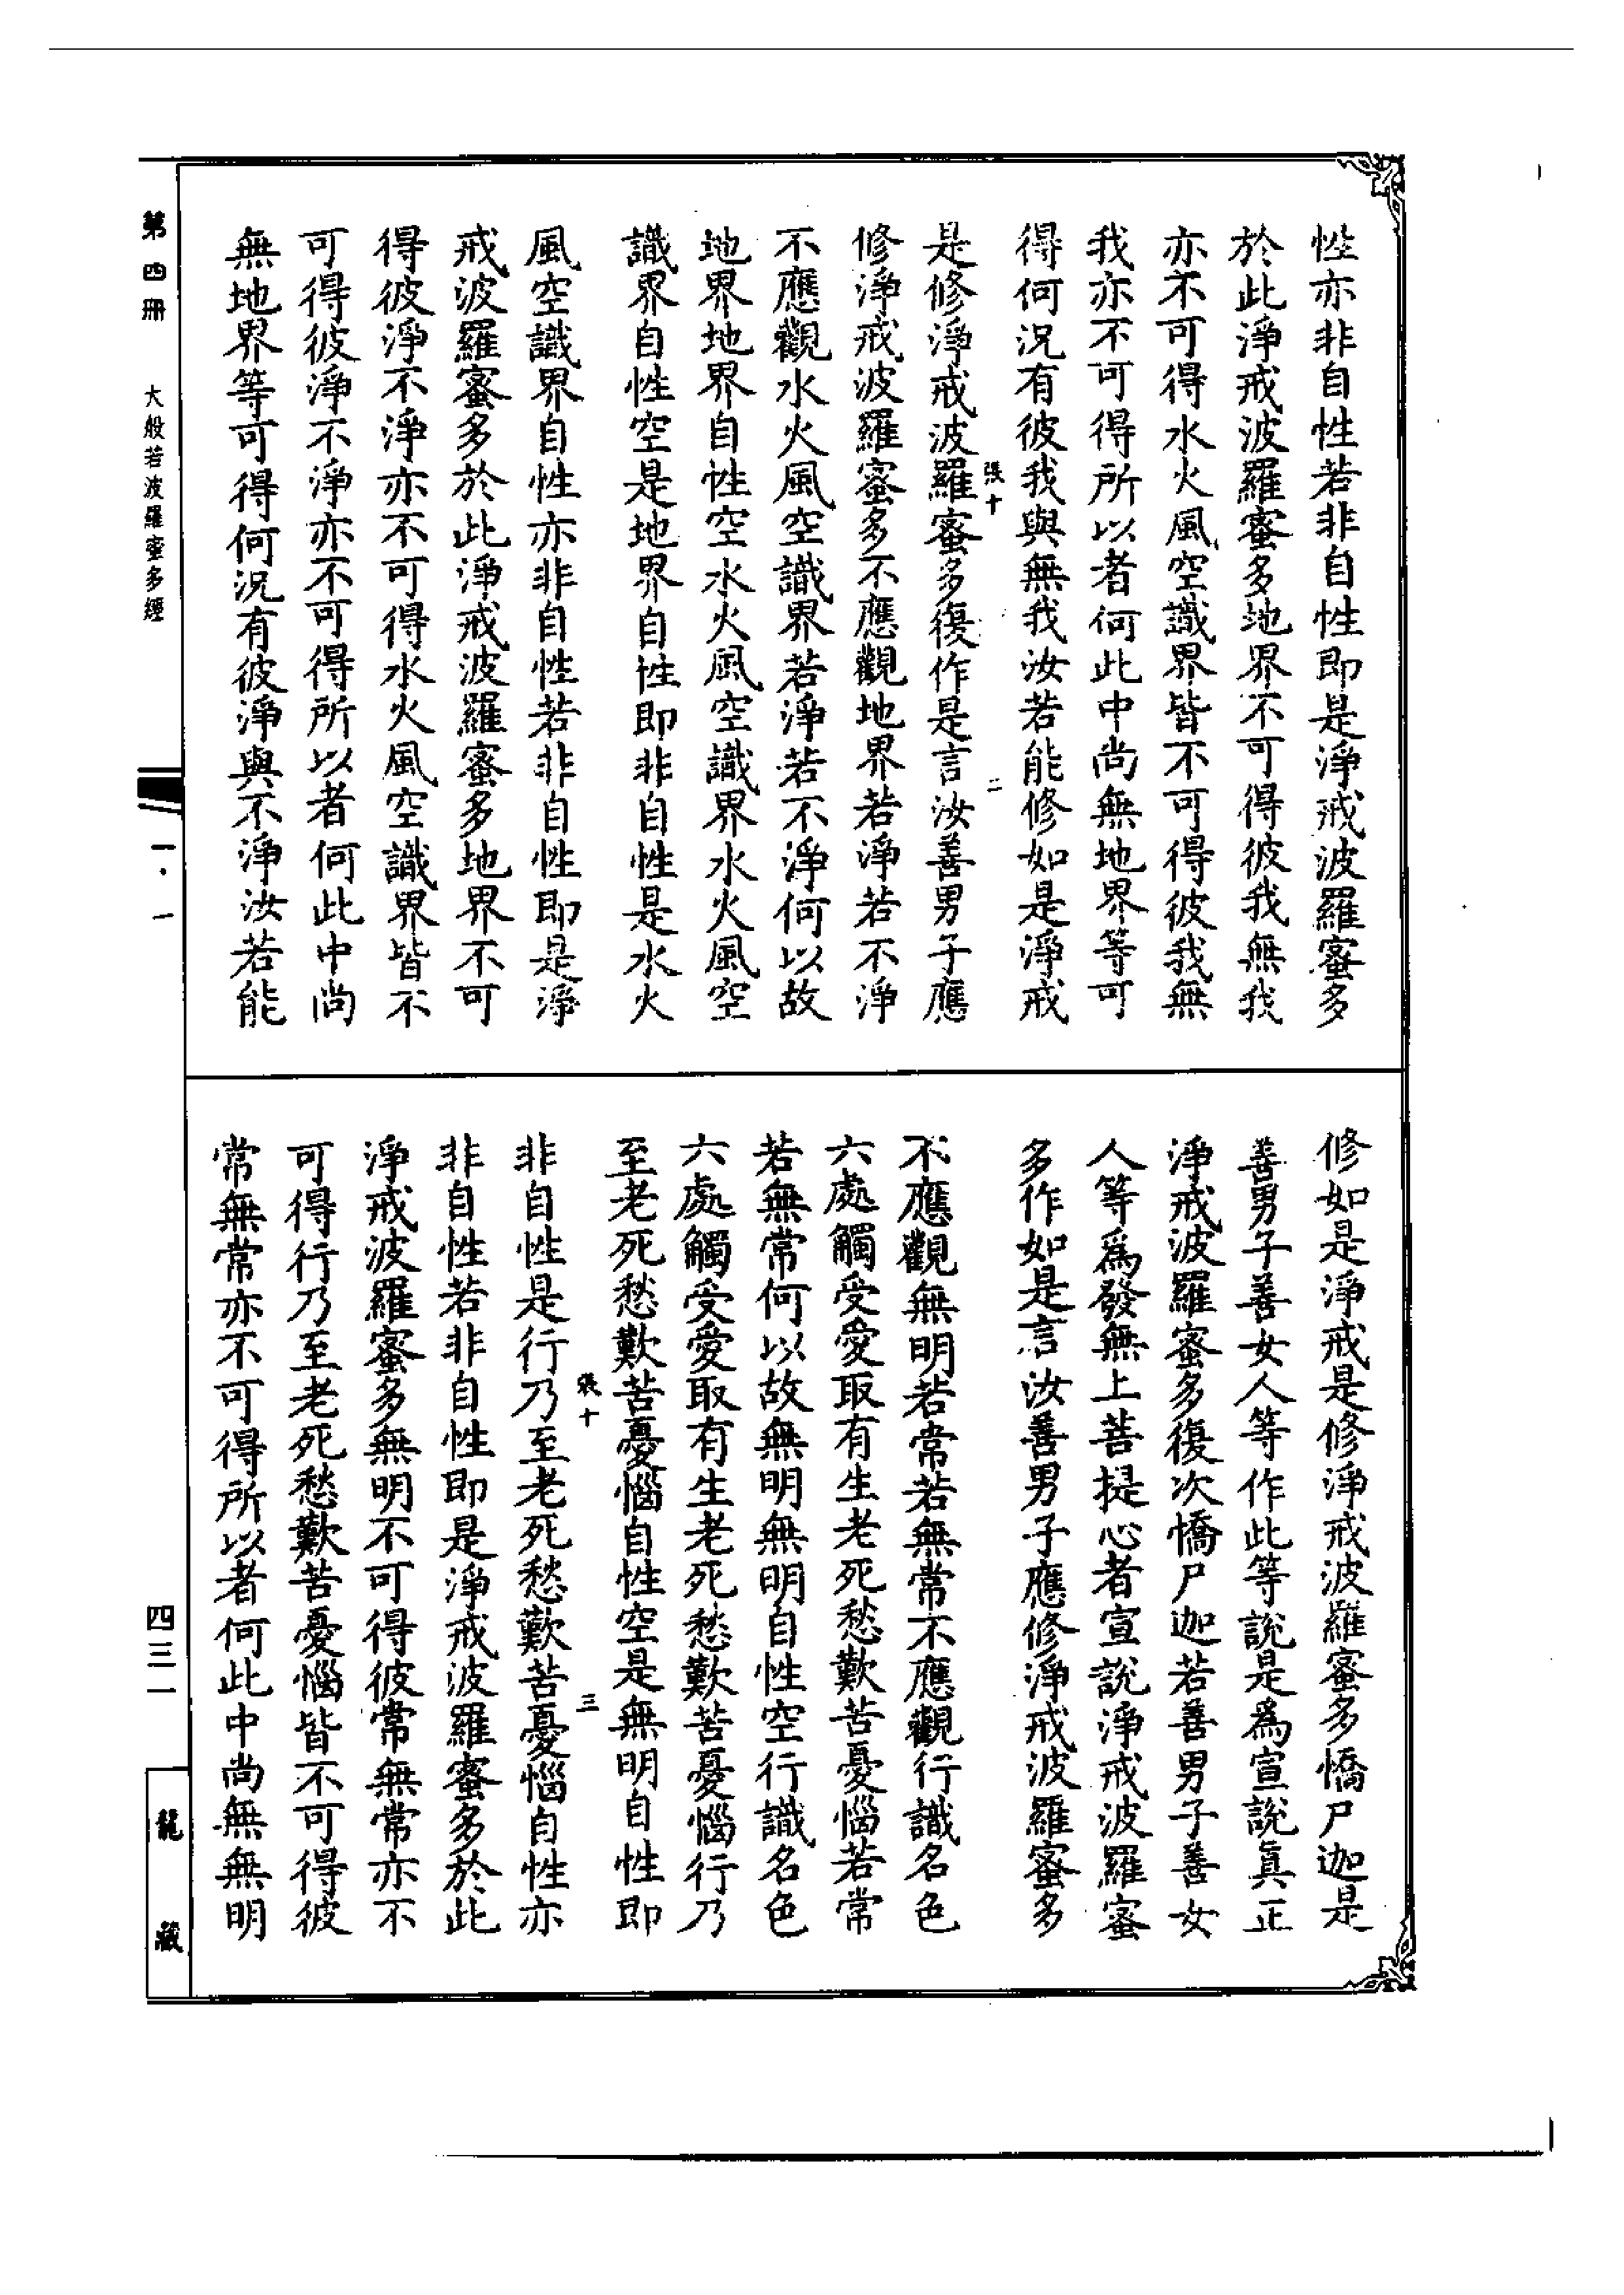 性亦非自性若非自性即是淨戒波羅蜜多
於此淨戒波羅蜜多地界不可得彼我無我
亦不可得水火風空識界皆不可得彼我無
我亦不可得所以者何此中尚無地界等可
得何況有彼我與無我汝若能修如是淨戒
張十 二
是修淨戒波羅蜜多復作是言汝善男子應
修淨戒波羅蜜多不應觀地界若淨若不淨
不應觀水火風空識界若淨若不淨何以故
地界地界自性空水火風空識界水火風空
識界自性空是地界自性即非自性是水火
風空識界自性亦非自性若非自性即是淨
戒波羅蜜多於此淨戒波羅蜜多地界不可
得彼淨不淨亦不可得水火風空識界皆不
可得彼淨不淨亦不可得所以者何此中尚
無地界等可得何況有彼淨與不淨汝若能
修如是淨戒是修淨戒波羅蜜多憍尸迦是
善男子善女人等作此等說是為宣說真正
淨戒波羅蜜多復次憍尸迦若善男子善女
人等為發無上菩提心者宣說淨戒波羅蜜
多作如是言汝善男子應修淨戒波羅蜜多
不應觀無明若常若無常不應觀行識名色
六處觸受愛取有生老死愁歎苦憂惱若常
若無常何以故無明無明自性空行識名色
六處觸受愛取有生老死愁歎苦憂惱行乃
至老死愁歎苦憂惱自性空是無明自性即
張十 三
非自性是行乃至老死愁歎苦憂惱自性亦
非自性若非自性即是淨戒波羅蜜多於此
淨戒波羅蜜多無明不可得彼常無常亦不
可得行乃至老死愁歎苦憂惱皆不可得彼
常無常亦不可得所以者何此中尚無無明
第四冊 大般若波羅蜜多經
一·一
四三一
龍藏